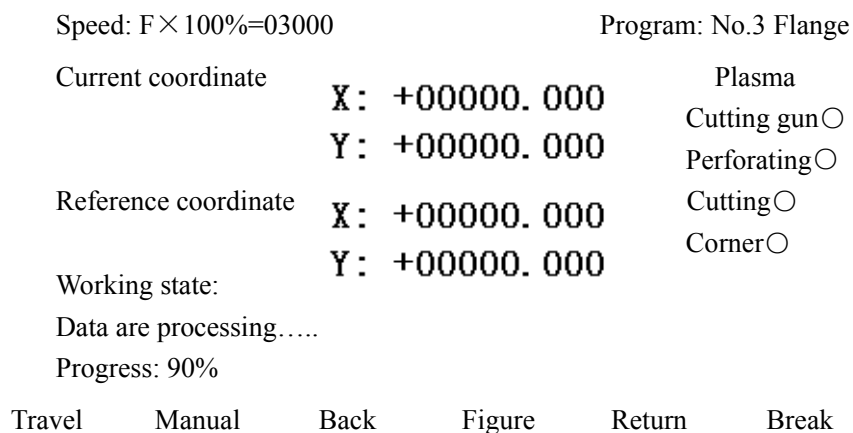 Speed: F×100%=03000 Program: No.3 Flange
Current coordinate Plasma
X: +00000.000
Cutting gun○
Y: +00000.000
Perforating○
Reference coordinate X: +00000.000 Cutting○
Corner○
Y: +00000.000
Working state:
Data are processing…..
Progress: 90%
Travel Manual Back Figure Return Break